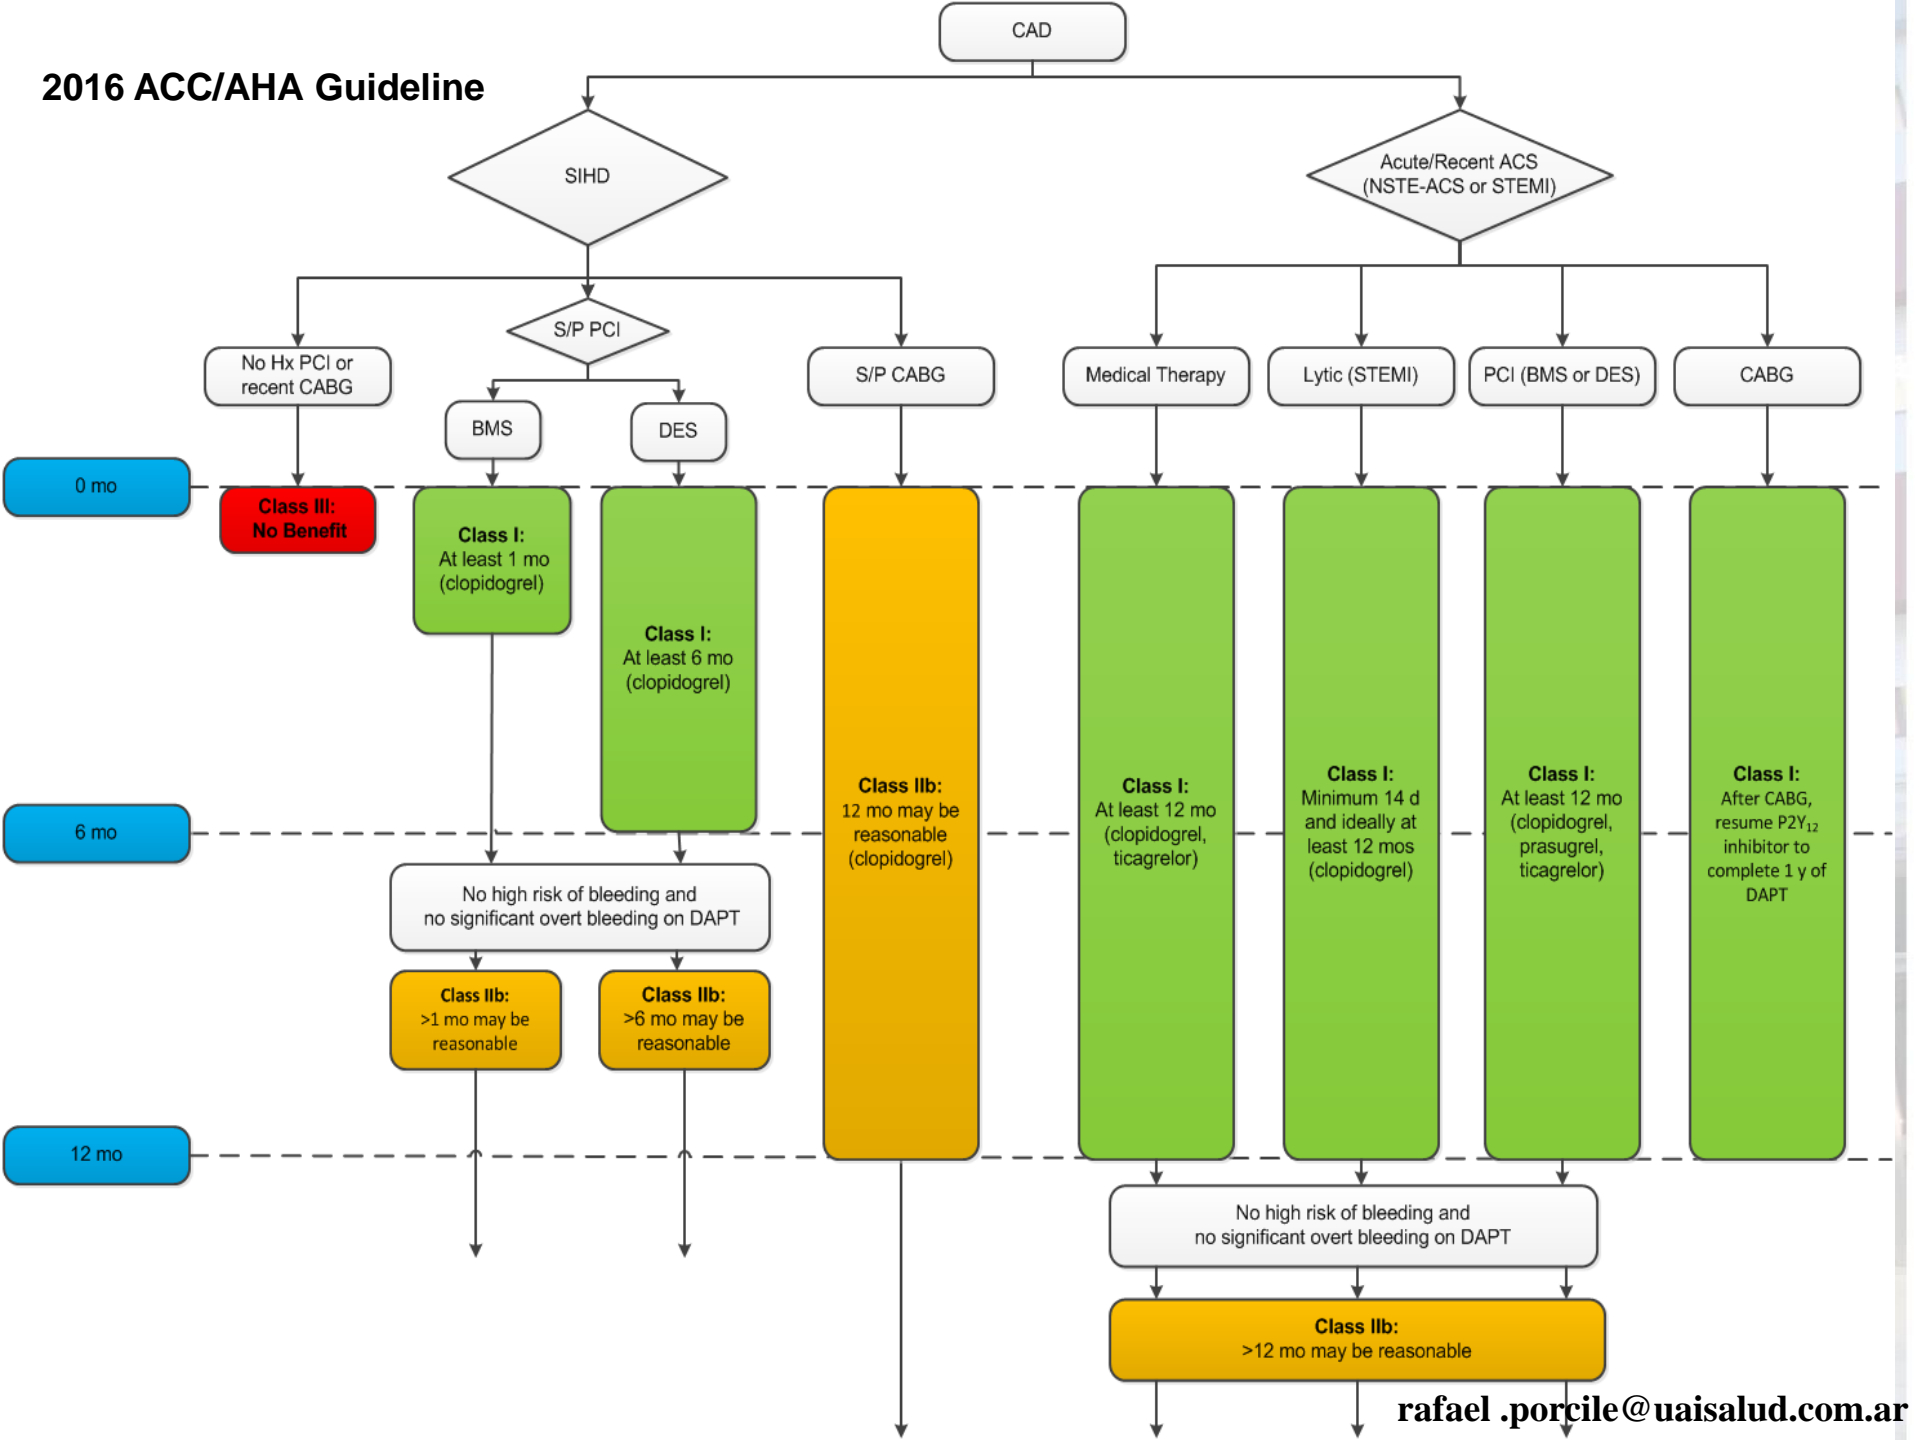 CAD
2016 ACC/AHA Guideline
SIHD
Acute/Recent ACS
(NSTE-ACS or STEMI)
S/P PCI
No Hx PCI or
recent CABG
S/P CABG
Medical Therapy
Lytic (STEMI)
PCI (BMS or DES)
CABG
BMS
DES
0 mo
Class III:
No Benefit
Class I:
At least 1 mo
(clopidogrel)
Class I:
At least 6 mo
(clopidogrel)
Class IIb:
12 mo may be
reasonable
(clopidogrel)
Class I:
At least 12 mo
(clopidogrel,
ticagrelor)
Class I:
Minimum 14 d
and ideally at
least 12 mos
(clopidogrel)
Class I:
At least 12 mo
(clopidogrel,
prasugrel,
ticagrelor)
Class I:
After CABG,
resume P2Y₁₂
inhibitor to
complete 1 y of
DAPT
6 mo
No high risk of bleeding and
no significant overt bleeding on DAPT
Class IIb:
>1 mo may be
reasonable
Class IIb:
>6 mo may be
reasonable
12 mo
No high risk of bleeding and
no significant overt bleeding on DAPT
Class IIb:
>12 mo may be reasonable
rafael .porcile@uaisalud.com.ar